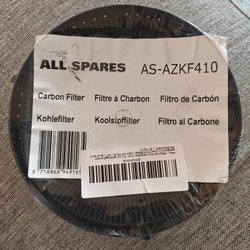 ALL SPARES AS-AZKF410
Carbon Filter Filtre à Charbon Filtro de Carbón
Kohlefilter Koolstoffilter Filtro al Carbone